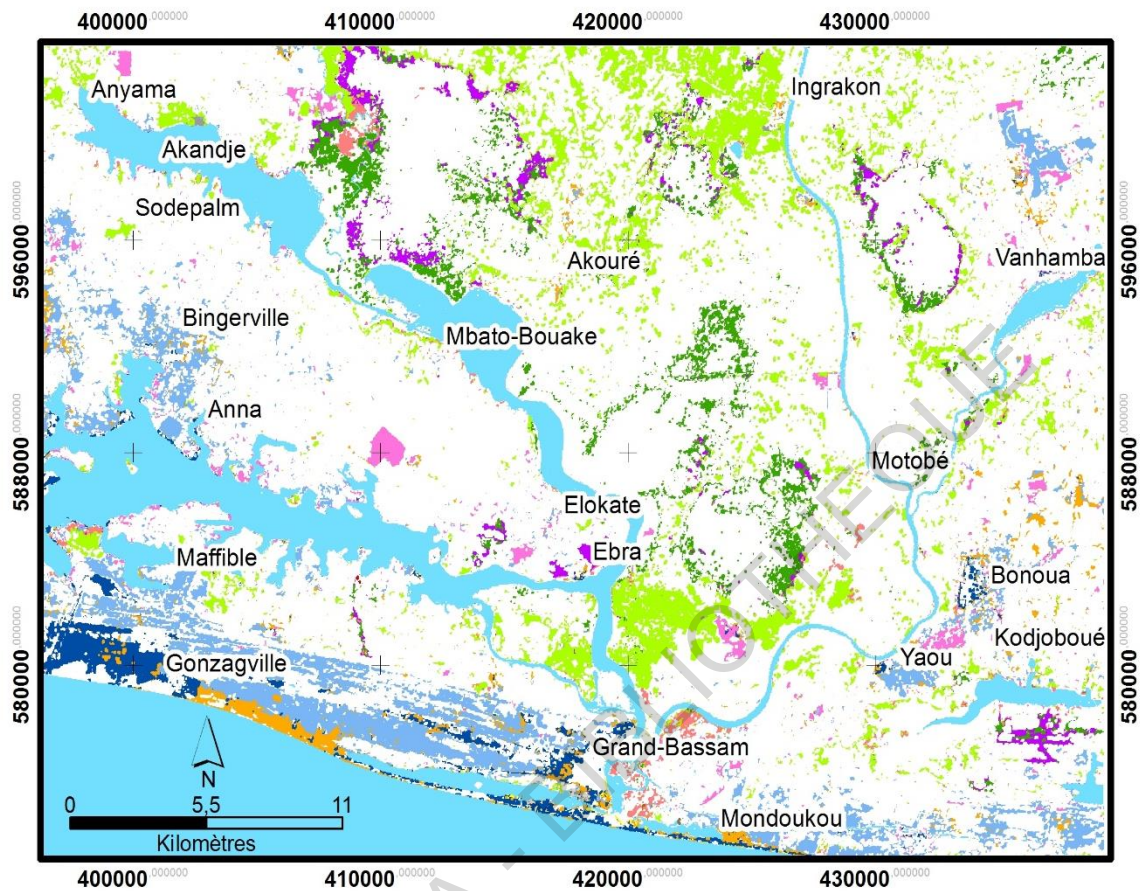 400000,000000 410000,000000 420000,000000 430000,000000
Anyama
Ingrakon
Akandje
Sodepalm
596000,000000
596000,000000
Akouré
Vanhamba
Bingerville
Mbato-Bouake
Anna
588000,000000
588000,000000
Motobé
Elokate
Maffible
Ebra
Bonoua
Kodjoboué
580000,000000
580000,000000
Gonzagville
Yaou
Grand-Bassam
N
0 5,5 11
Kilomètres
Mondoukou
400000,000000 410000,000000 420000,000000 430000,000000
- BIBLIOTHEQUE